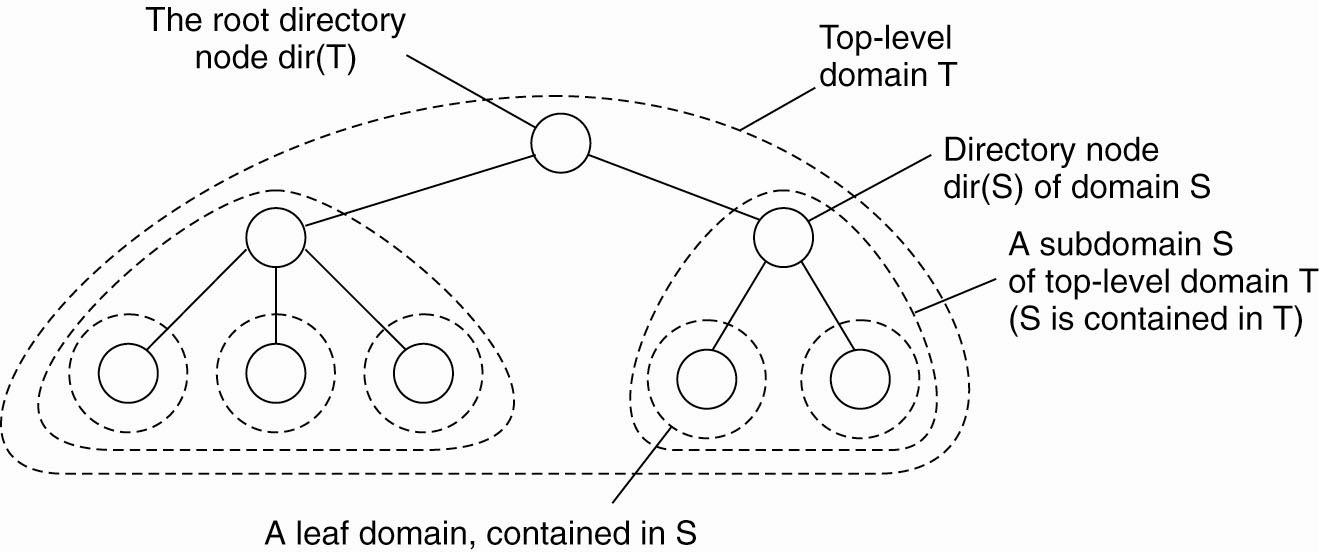 The root directory
node dir(T)
Top-level
domain T
Directory node
dir(S) of domain S
A subdomain S
of top-level domain T
(S is contained in T)
A leaf domain, contained in S